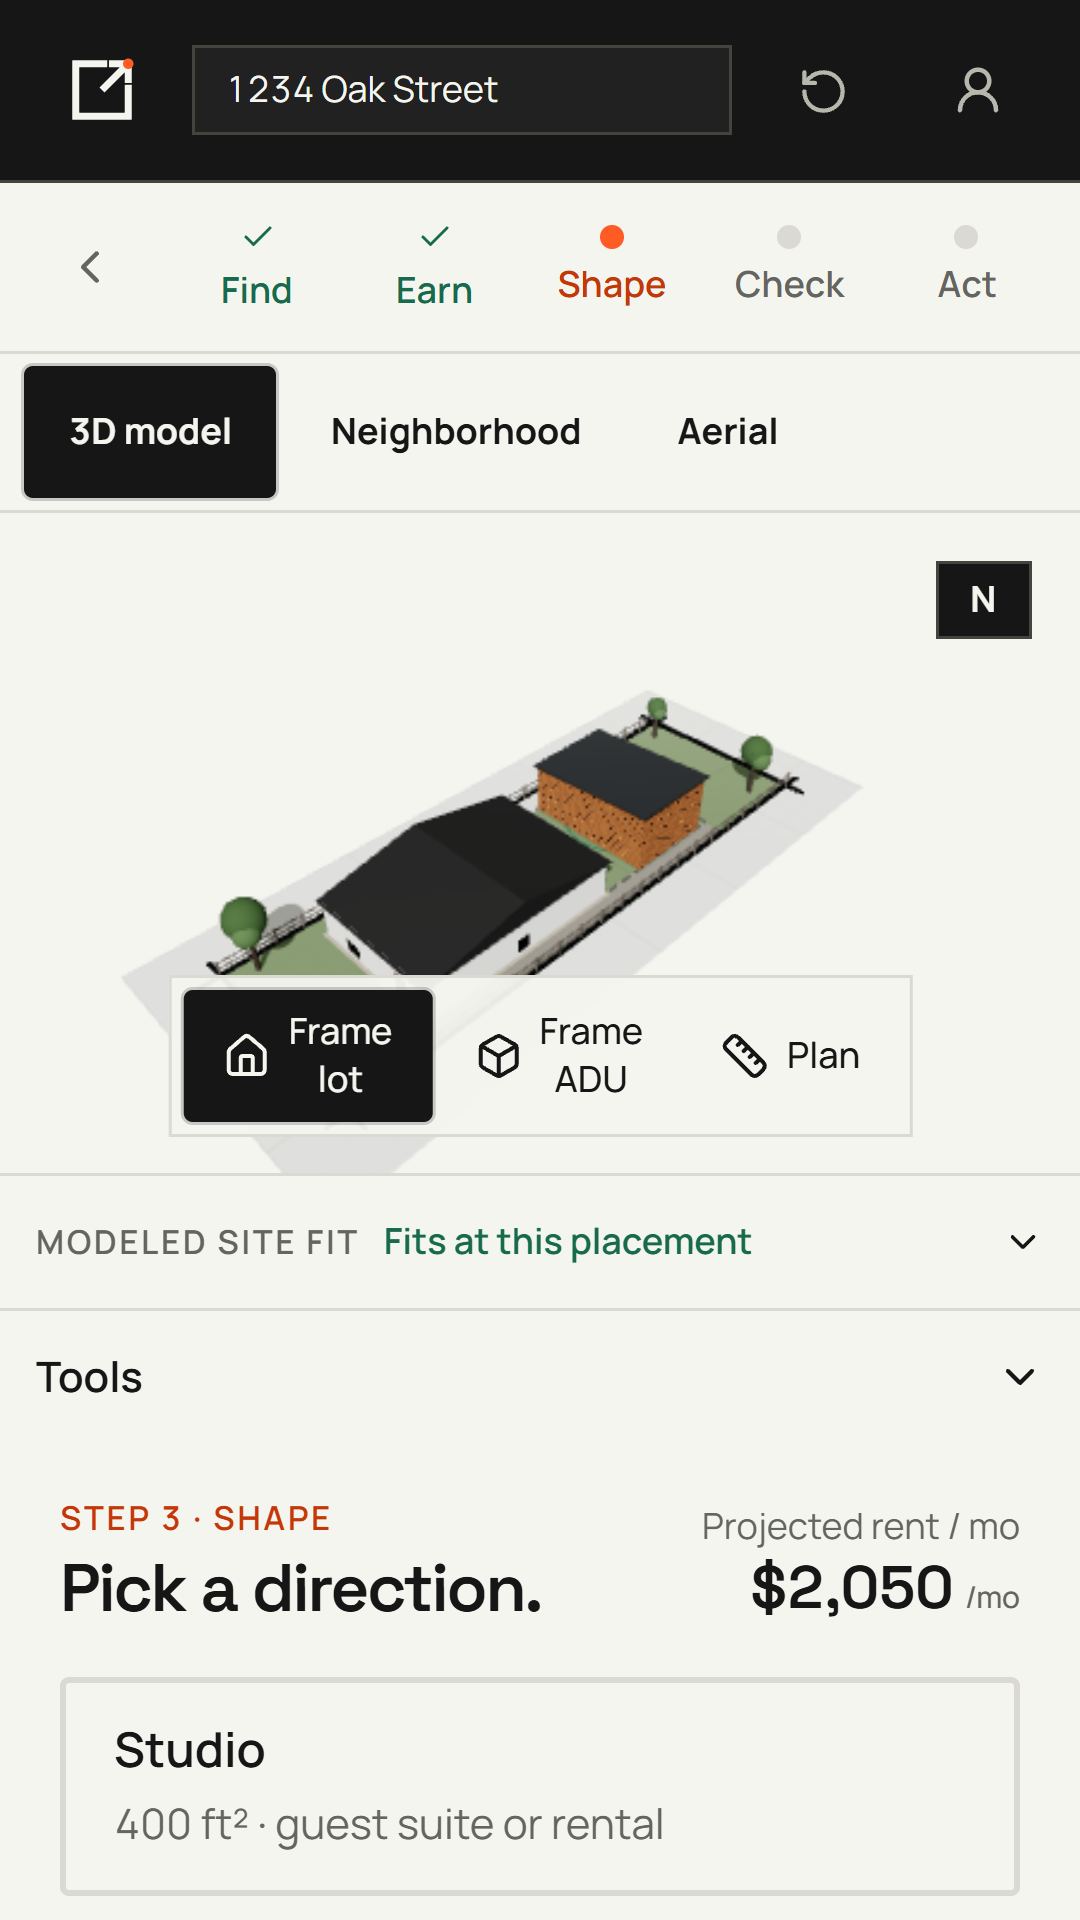 1234 Oak Street
Find
Earn
Shape
Check
Act
3D model
Neighborhood
Aerial
N
Frame
lot
Frame
ADU
Plan
MODELED SITE FIT Fits at this placement
Tools
STEP 3 · SHAPE
Projected rent / mo
Pick a direction.
$2,050 /mo
Studio
400 ft² · guest suite or rental